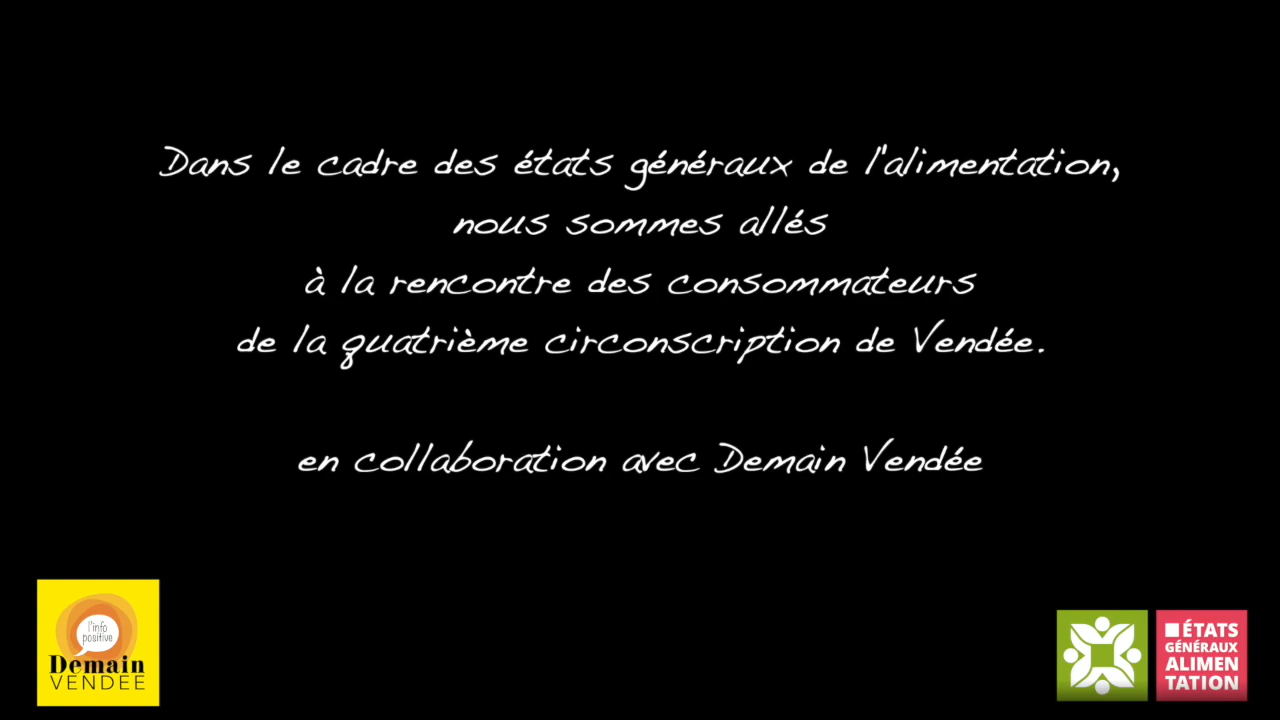 Dans le cadre des états généraux de l'alimentation,
nous sommes allés
à la rencontre des consommateurs
de la quatrième circonscription de Vendée.
en collaboration avec Demain Vendée
l'info
positive
Demain
VENDEE
ÉTATS
GÉNÉRAUX
ALIMEN
TATION